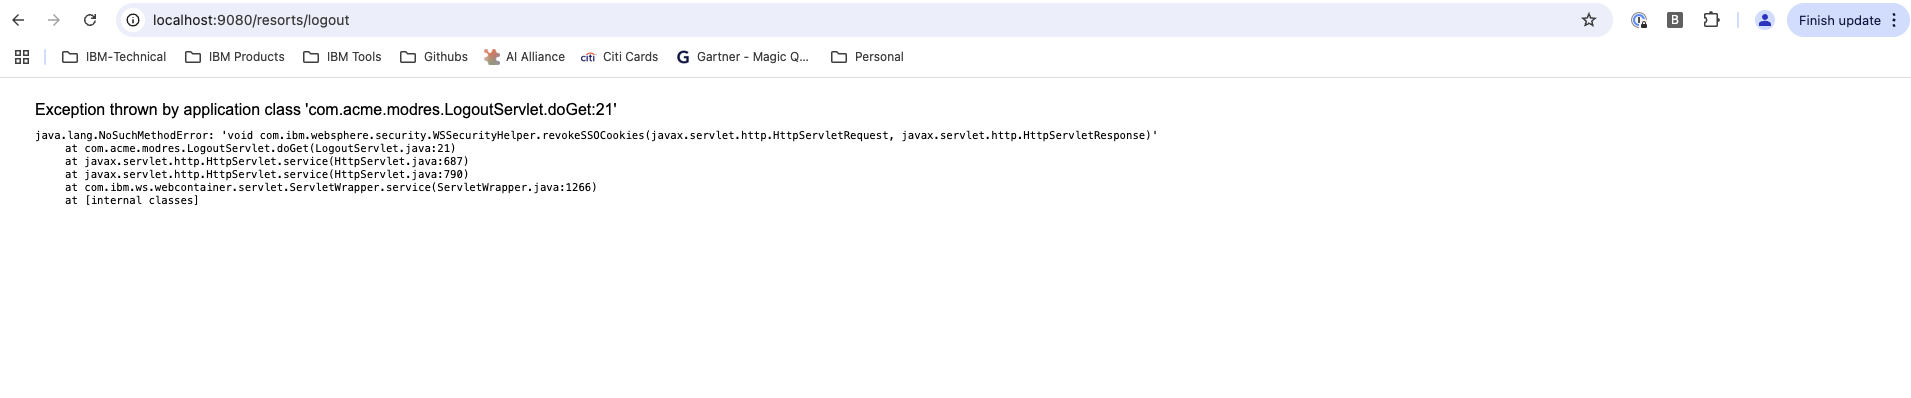 localhost:9080/resorts/logout
B
Finish update
IBM-Technical IBM Products IBM Tools Githubs AI Alliance citi Citi Cards G Gartner - Magic Q... Personal
Exception thrown by application class 'com.acme.modres.LogoutServlet.doGet:21'
java.lang.NoSuchMethodError: 'void com.ibm.websphere.security.WSSecurityHelper.revokeSSOCookies(javax.servlet.http.HttpServletRequest, javax.servlet.http.HttpServletResponse)'
at com.acme.modres.LogoutServlet.doGet(LogoutServlet.java:21)
at javax.servlet.http.HttpServlet.service(HttpServlet.java:687)
at javax.servlet.http.HttpServlet.service(HttpServlet.java:790)
at com.ibm.ws.webcontainer.servlet.ServletWrapper.service(ServletWrapper.java:1266)
at [internal classes]